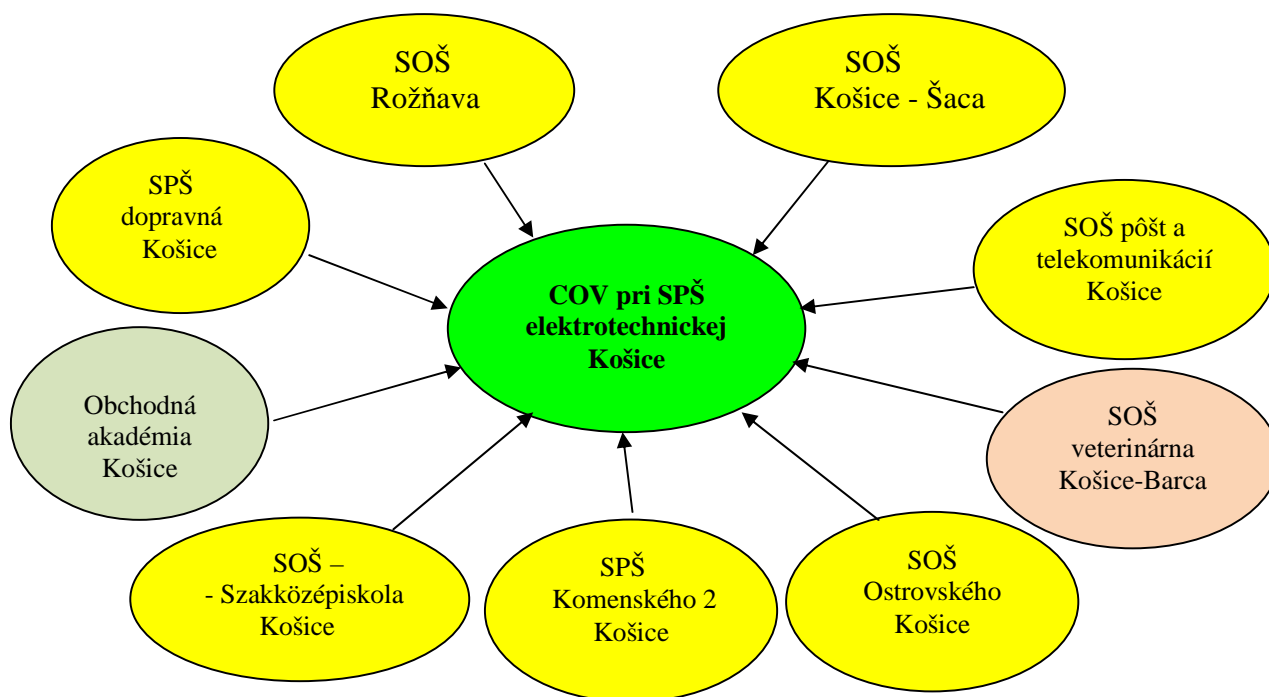 SOŠ
Rožňava
SOŠ
Košice - Šaca
SPŠ
dopravná
Košice
SOŠ pôšt a
telekomunikácií
Košice
COV pri SPŠ
elektrotechnickej
Košice
Obchodná
akadémia
Košice
SOŠ
veterinárna
Košice-Barca
SOŠ –
- Szakközépiskola
Košice
SPŠ
Komenského 2
Košice
SOŠ
Ostrovského
Košice